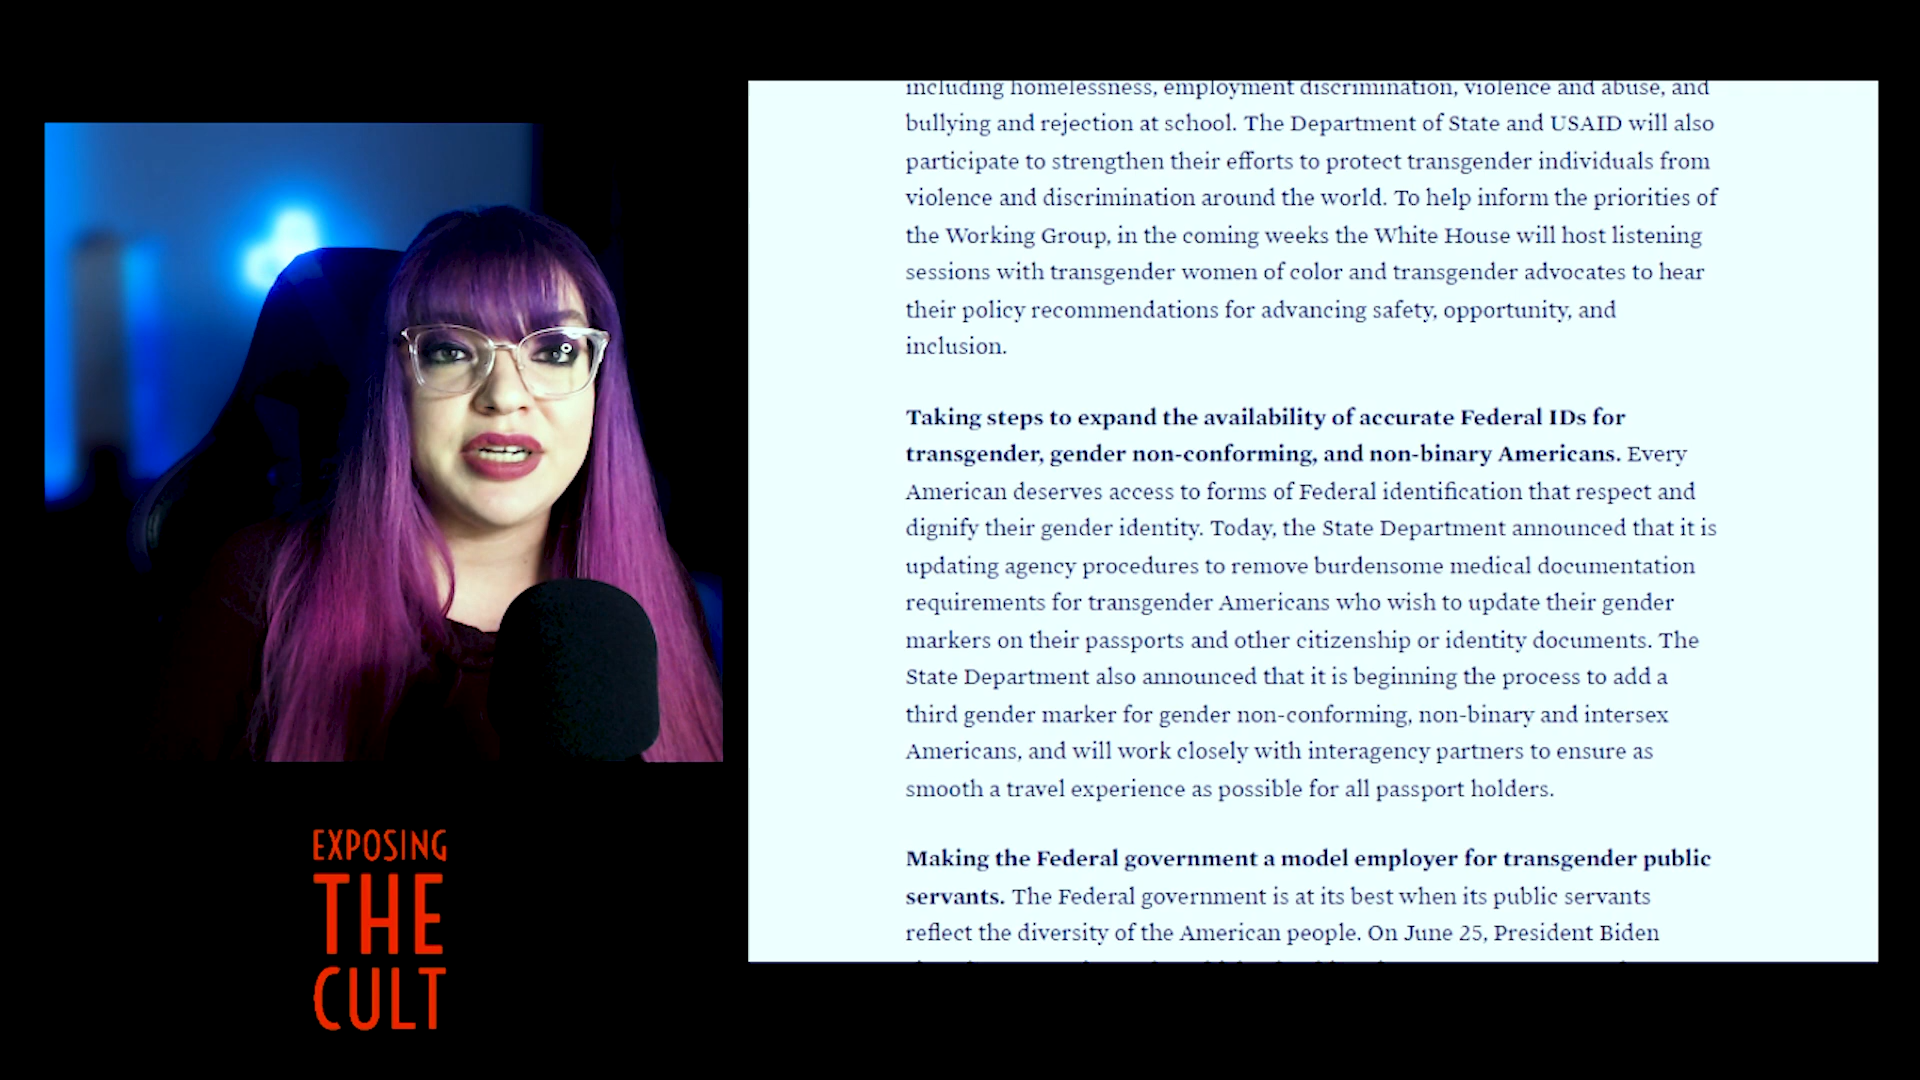 including homelessness, employment discrimination, violence and abuse, and
bullying and rejection at school. The Department of State and USAID will also
participate to strengthen their efforts to protect transgender individuals from
violence and discrimination around the world. To help inform the priorities of
the Working Group, in the coming weeks the White House will host listening
sessions with transgender women of color and transgender advocates to hear
their policy recommendations for advancing safety, opportunity, and
inclusion.
Taking steps to expand the availability of accurate Federal IDs for
transgender, gender non-conforming, and non-binary Americans. Every
American deserves access to forms of Federal identification that respect and
dignify their gender identity. Today, the State Department announced that it is
updating agency procedures to remove burdensome medical documentation
requirements for transgender Americans who wish to update their gender
markers on their passports and other citizenship or identity documents. The
State Department also announced that it is beginning the process to add a
third gender marker for gender non-conforming, non-binary and intersex
Americans, and will work closely with interagency partners to ensure as
smooth a travel experience as possible for all passport holders.
Making the Federal government a model employer for transgender public
servants. The Federal government is at its best when its public servants
reflect the diversity of the American people. On June 25, President Biden
EXPOSING
THE
CULT